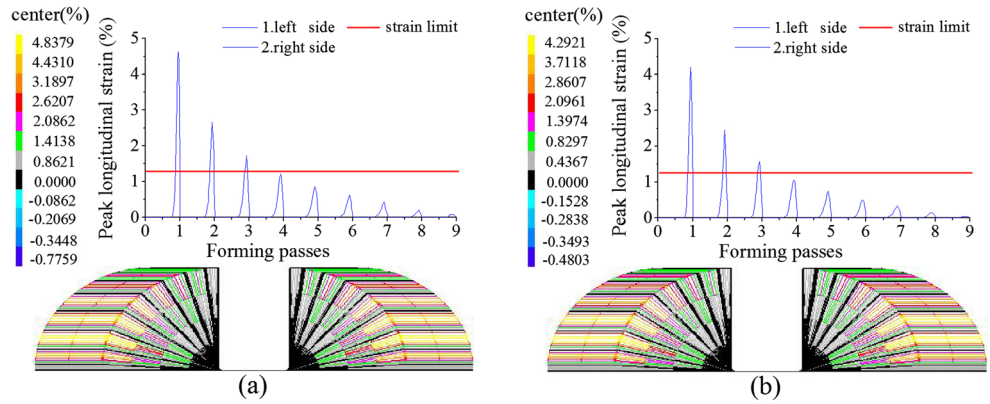 center(%)
4.8379
4.4310
3.1897
2.6207
2.0862
1.4138
0.8621
0.0000
-0.0862
-0.2069
-0.3448
-0.7759
1.left side
2.right side
strain limit
Peak longitudinal strain (%)
5
4
3
2
1
0
0 1 2 3 4 5 6 7 8 9
Forming passes
(a)
center(%)
4.2921
3.7118
2.8607
2.0961
1.3974
0.8297
0.4367
0.0000
-0.1528
-0.2838
-0.3493
-0.4803
1.left side
2.right side
strain limit
Peak longitudinal strain (%)
5
4
3
2
1
0
0 1 2 3 4 5 6 7 8 9
Forming passes
(b)